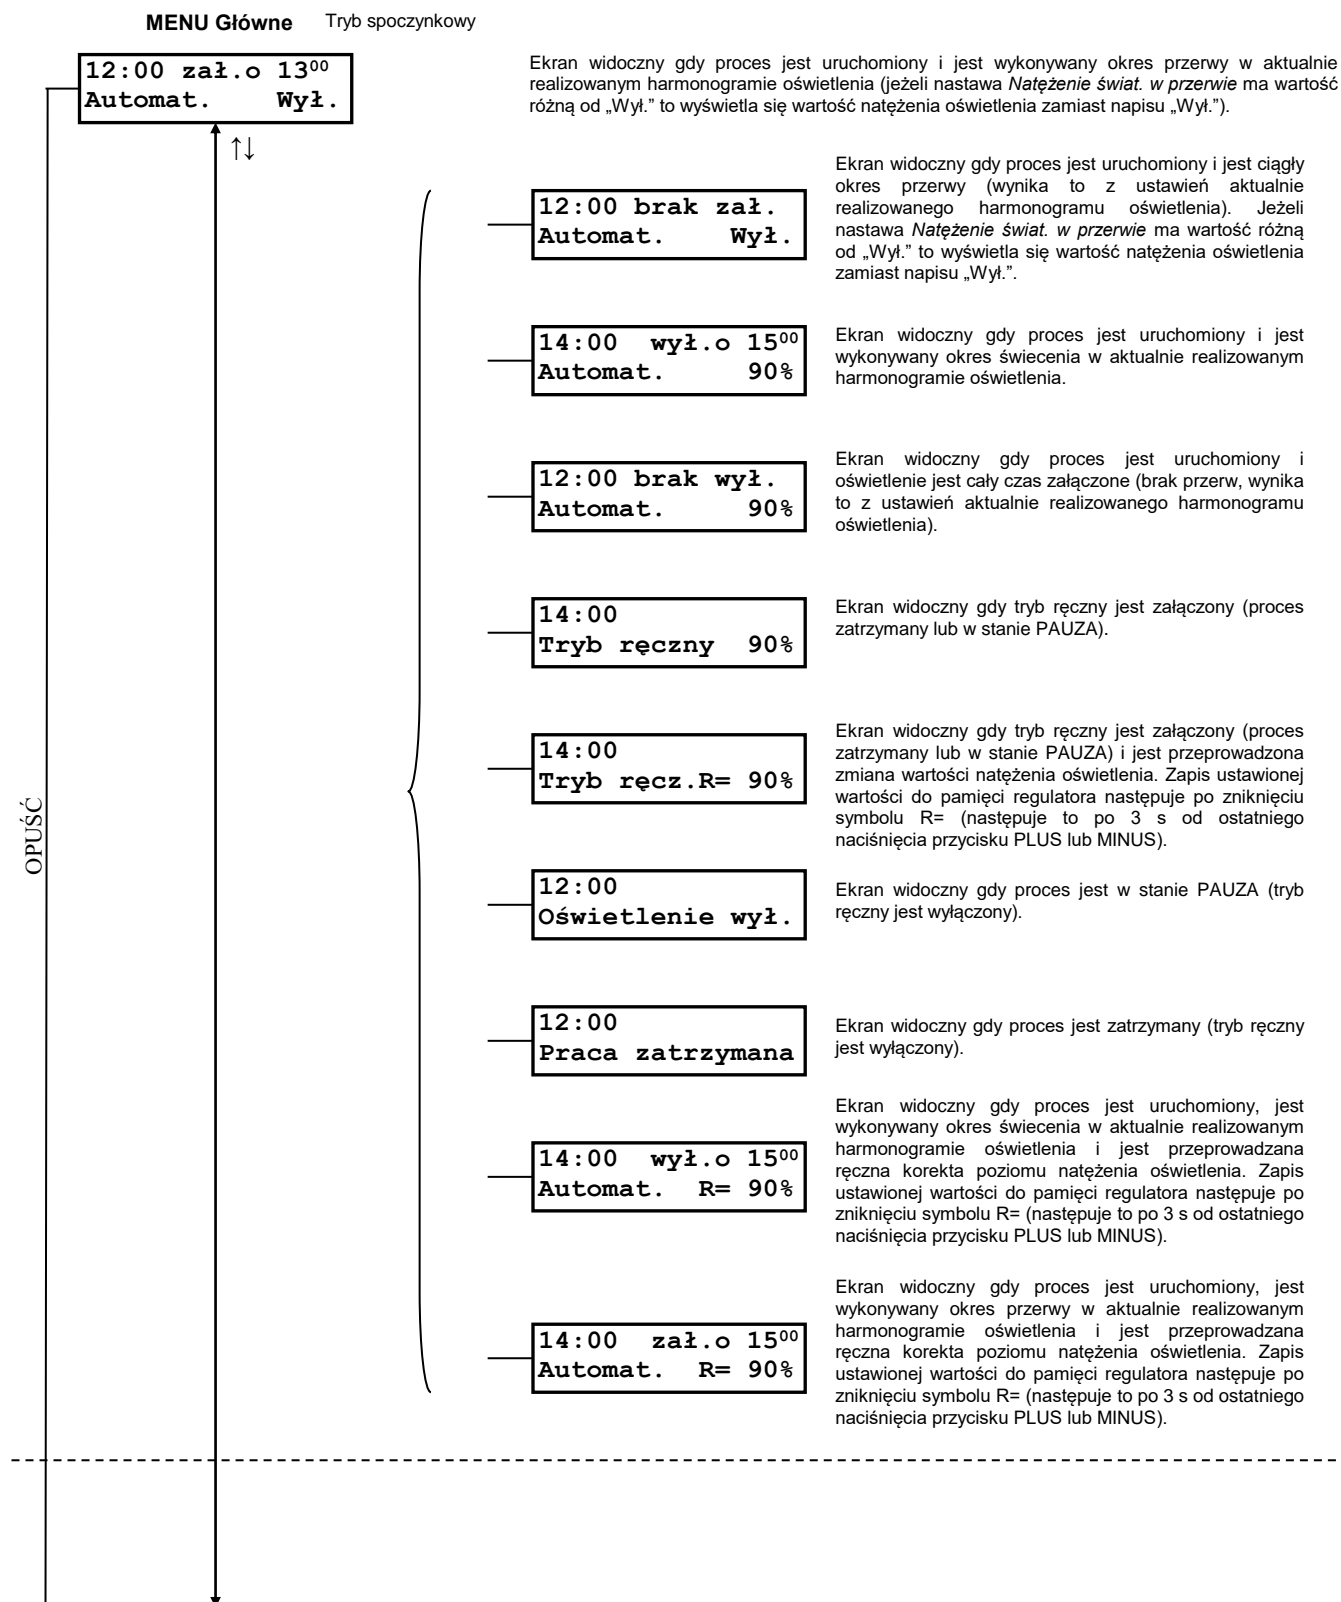 MENU Główne Tryb spoczynkowy
12:00 zał.o 13⁰⁰
Automat. Wył.
Ekran widoczny gdy proces jest uruchomiony i jest wykonywany okres przerwy w aktualnie
realizowanym harmonogramie oświetlenia (jeżeli nastawa Natężenie świat. w przerwie ma wartość
różną od „Wył.” to wyświetla się wartość natężenia oświetlenia zamiast napisu „Wył.”).
↑↓
12:00 brak zał.
Automat. Wył.
Ekran widoczny gdy proces jest uruchomiony i jest ciągły
okres przerwy (wynika to z ustawień aktualnie
realizowanego harmonogramu oświetlenia). Jeżeli
nastawa Natężenie świat. w przerwie ma wartość różną
od „Wył.” to wyświetla się wartość natężenia oświetlenia
zamiast napisu „Wył.”.
14:00 wył.o 15⁰⁰
Automat. 90%
Ekran widoczny gdy proces jest uruchomiony i jest
wykonywany okres świecenia w aktualnie realizowanym
harmonogramie oświetlenia.
12:00 brak wył.
Automat. 90%
Ekran widoczny gdy proces jest uruchomiony i
oświetlenie jest cały czas załączone (brak przerw, wynika
to z ustawień aktualnie realizowanego harmonogramu
oświetlenia).
14:00
Tryb ręczny 90%
Ekran widoczny gdy tryb ręczny jest załączony (proces
zatrzymany lub w stanie PAUZA).
14:00
Tryb ręcz.R= 90%
Ekran widoczny gdy tryb ręczny jest załączony (proces
zatrzymany lub w stanie PAUZA) i jest przeprowadzona
zmiana wartości natężenia oświetlenia. Zapis ustawionej
wartości do pamięci regulatora następuje po zniknięciu
symbolu R= (następuje to po 3 s od ostatniego
naciśnięcia przycisku PLUS lub MINUS).
OPUŚĆ
12:00
Oświetlenie wył.
Ekran widoczny gdy proces jest w stanie PAUZA (tryb
ręczny jest wyłączony).
12:00
Praca zatrzymana
Ekran widoczny gdy proces jest zatrzymany (tryb ręczny
jest wyłączony).
14:00 wył.o 15⁰⁰
Automat. R= 90%
Ekran widoczny gdy proces jest uruchomiony, jest
wykonywany okres świecenia w aktualnie realizowanym
harmonogramie oświetlenia i jest przeprowadzana
ręczna korekta poziomu natężenia oświetlenia. Zapis
ustawionej wartości do pamięci regulatora następuje po
zniknięciu symbolu R= (następuje to po 3 s od ostatniego
naciśnięcia przycisku PLUS lub MINUS).
14:00 zał.o 15⁰⁰
Automat. R= 90%
Ekran widoczny gdy proces jest uruchomiony, jest
wykonywany okres przerwy w aktualnie realizowanym
harmonogramie oświetlenia i jest przeprowadzana
ręczna korekta poziomu natężenia oświetlenia. Zapis
ustawionej wartości do pamięci regulatora następuje po
zniknięciu symbolu R= (następuje to po 3 s od ostatniego
naciśnięcia przycisku PLUS lub MINUS).